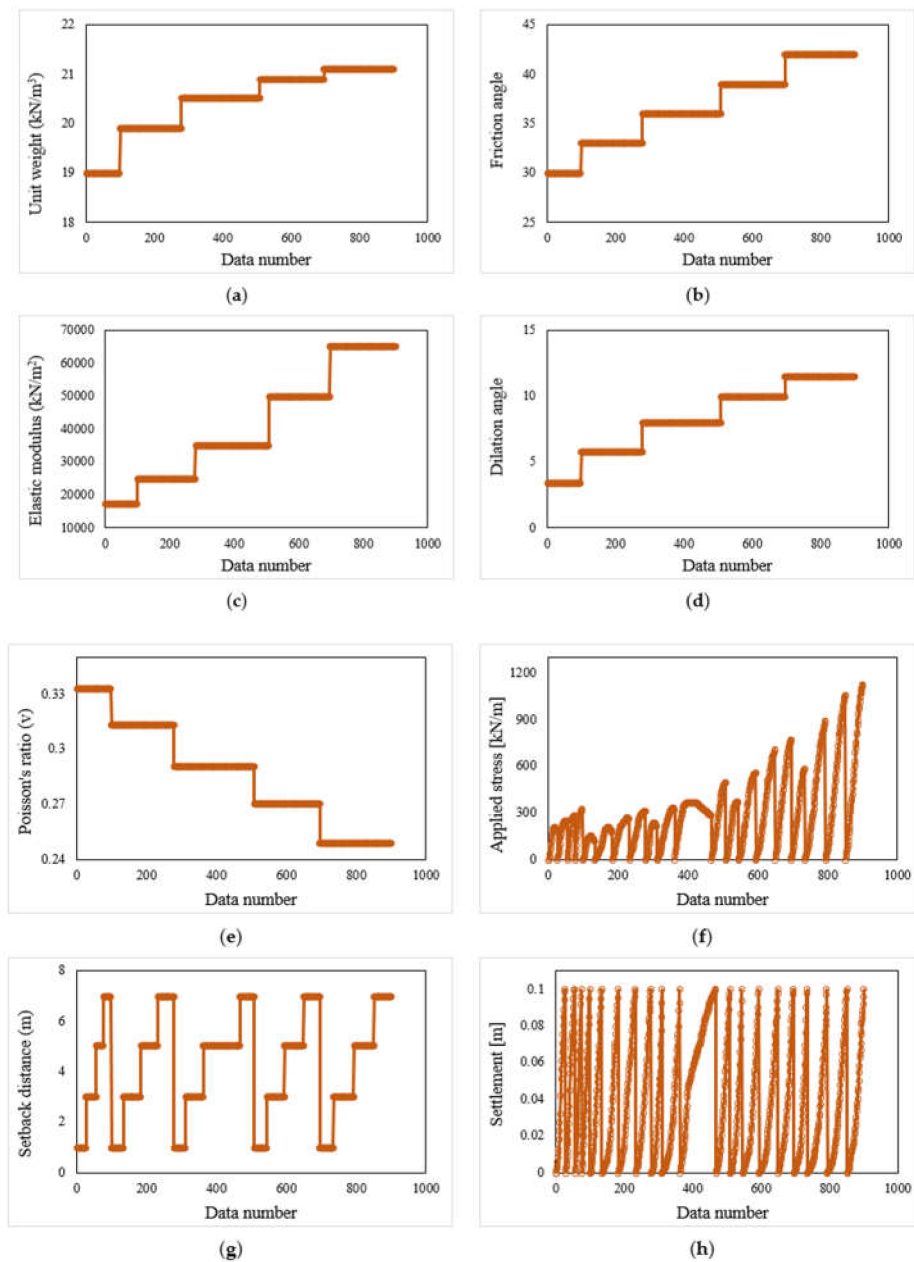 22
21
20
19
18
Unit weight (kN/m³)
0 200 400 600 800 1000
Data number
(a)
45
40
35
30
25
Friction angle
0 200 400 600 800 1000
Data number
(b)
70000
60000
50000
40000
30000
20000
10000
Elastic modulus (kN/m²)
0 200 400 600 800 1000
Data number
(c)
15
10
5
0
Dilation angle
0 200 400 600 800 1000
Data number
(d)
0.33
0.3
0.27
0.24
Poisson's ratio (v)
0 200 400 600 800 1000
Data number
(e)
1200
900
600
300
0
Applied stress [kN/m]
0 200 400 600 800 1000
Data number
(f)
8
6
4
2
0
Setback distance (m)
0 200 400 600 800 1000
Data number
(g)
0.1
0.08
0.06
0.04
0.02
0
Settlement [m]
0 200 400 600 800 1000
Data number
(h)